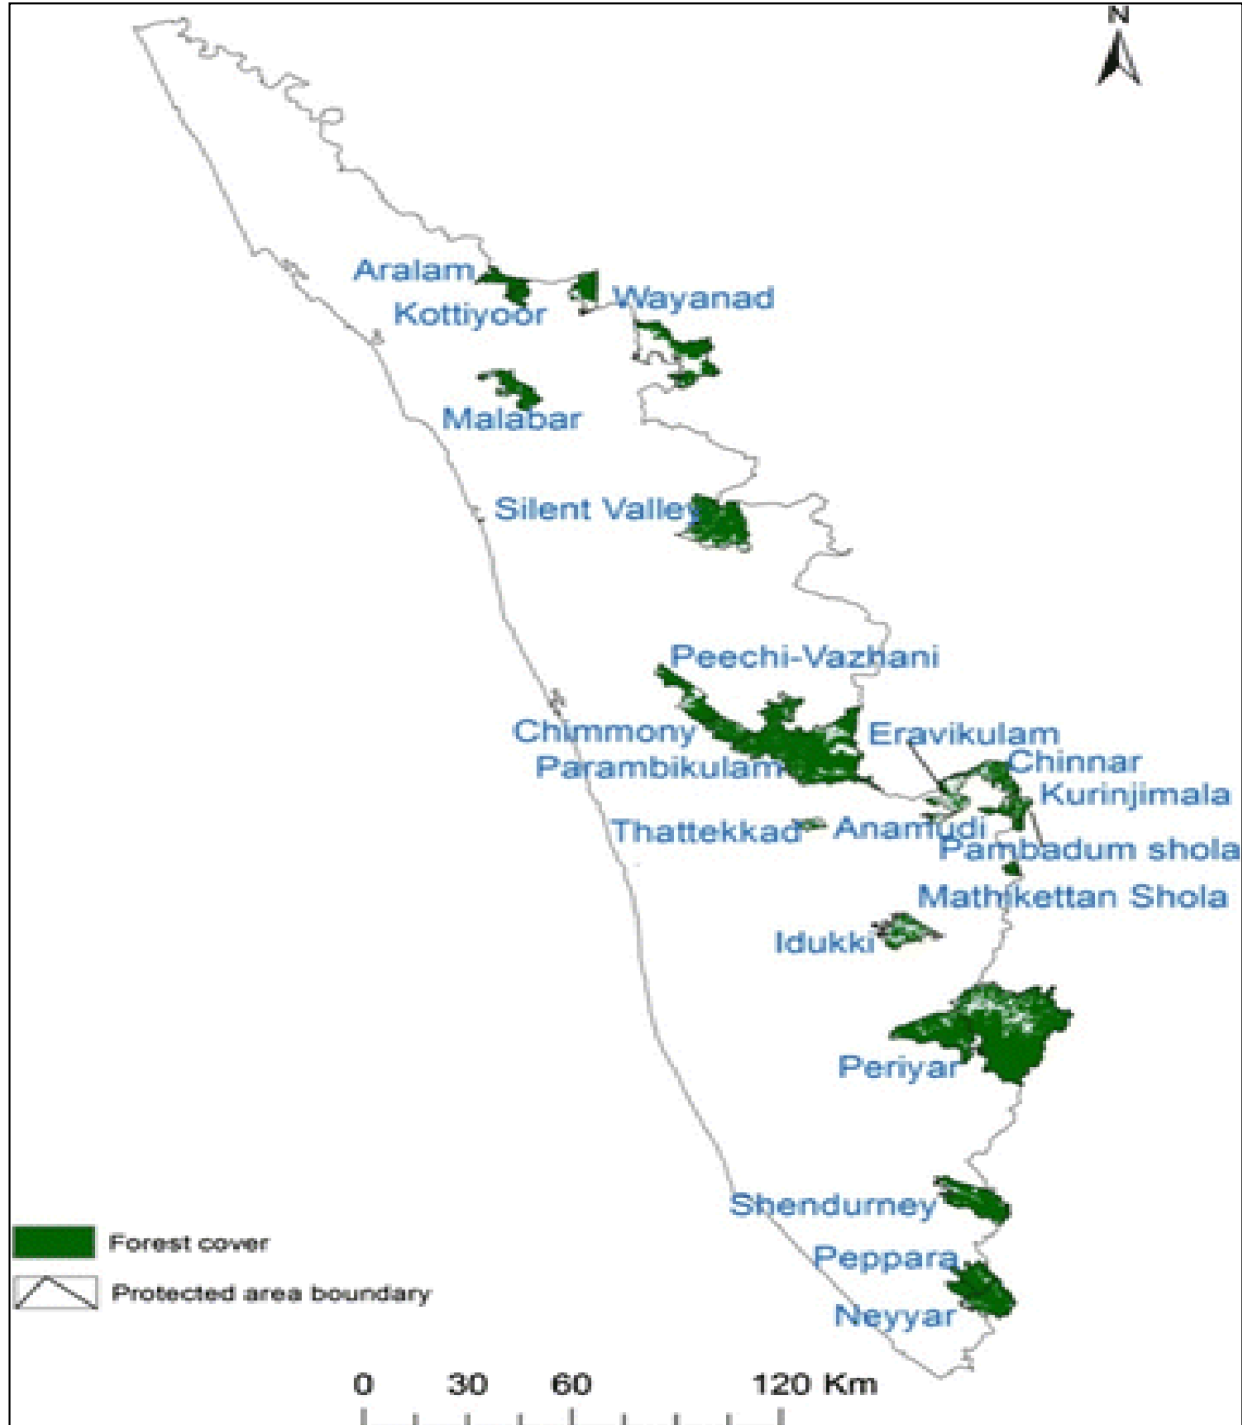 N
Aralam
Wayanad
Kottiyoor
Malabar
Silent Valley
Peechi-Vazhani
Chimmony
Eravikulam
Parambikulam
Chinnar
Kurinjimala
Thattekkad
Anamudi
Pambadum shola
Mathikettan Shola
Idukki
Periyar
Shendurney
Forest cover
Peppara
Protected area boundary
Neyyar
0 30 60 120 Km